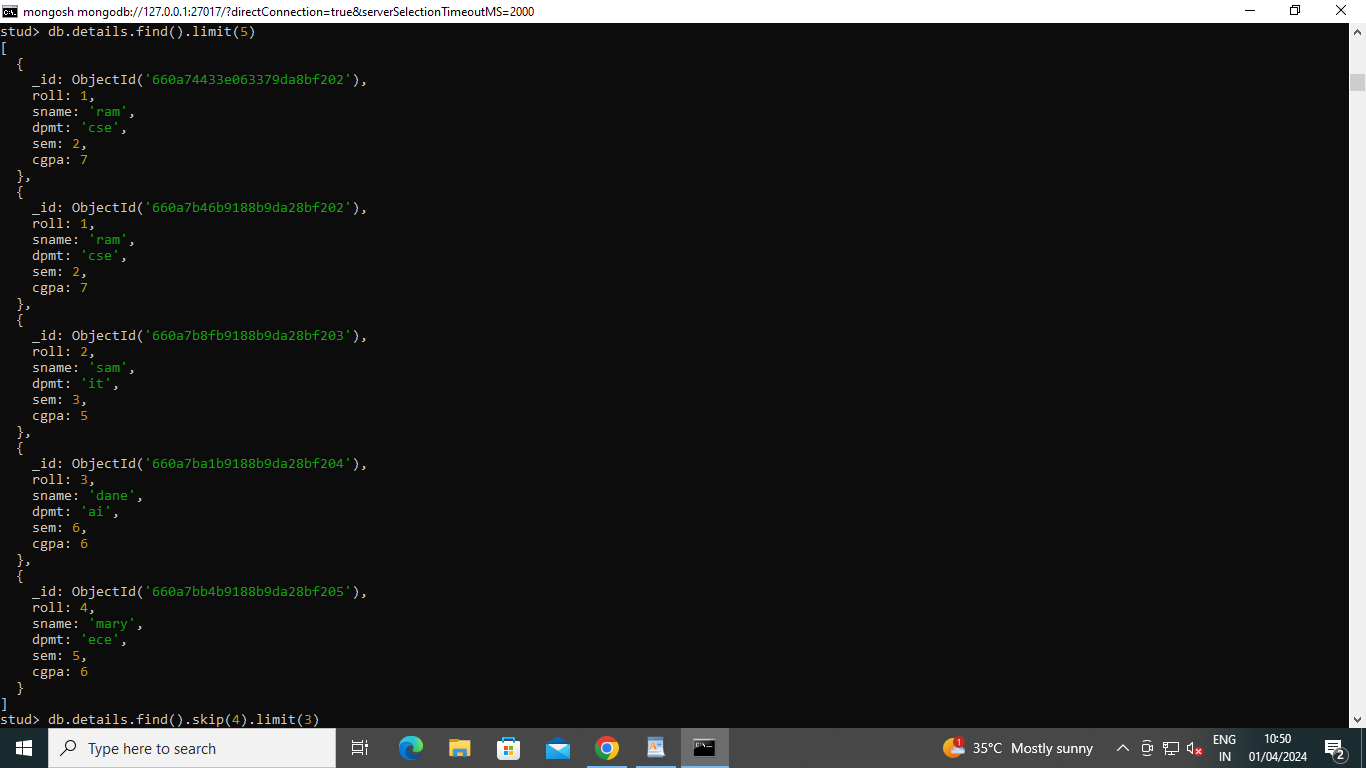 mongosh mongodb://127.0.0.1:27017/?directConnection=true&serverSelectionTimeoutMS=2000
stud> db.details.find().limit(5)
[
  {
    _id: ObjectId('660a74433e063379da8bf202'),
    roll: 1,
    sname: 'ram',
    dpmt: 'cse',
    sem: 2,
    cgpa: 7
  },
  {
    _id: ObjectId('660a7b46b9188b9da28bf202'),
    roll: 1,
    sname: 'ram',
    dpmt: 'cse',
    sem: 2,
    cgpa: 7
  },
  {
    _id: ObjectId('660a7b8fb9188b9da28bf203'),
    roll: 2,
    sname: 'sam',
    dpmt: 'it',
    sem: 3,
    cgpa: 5
  },
  {
    _id: ObjectId('660a7ba1b9188b9da28bf204'),
    roll: 3,
    sname: 'dane',
    dpmt: 'ai',
    sem: 6,
    cgpa: 6
  },
  {
    _id: ObjectId('660a7bb4b9188b9da28bf205'),
    roll: 4,
    sname: 'mary',
    dpmt: 'ece',
    sem: 5,
    cgpa: 6
  }
]
stud> db.details.find().skip(4).limit(3)
Type here to search
1
35°C Mostly sunny
ENG
IN
10:50
01/04/2024
2